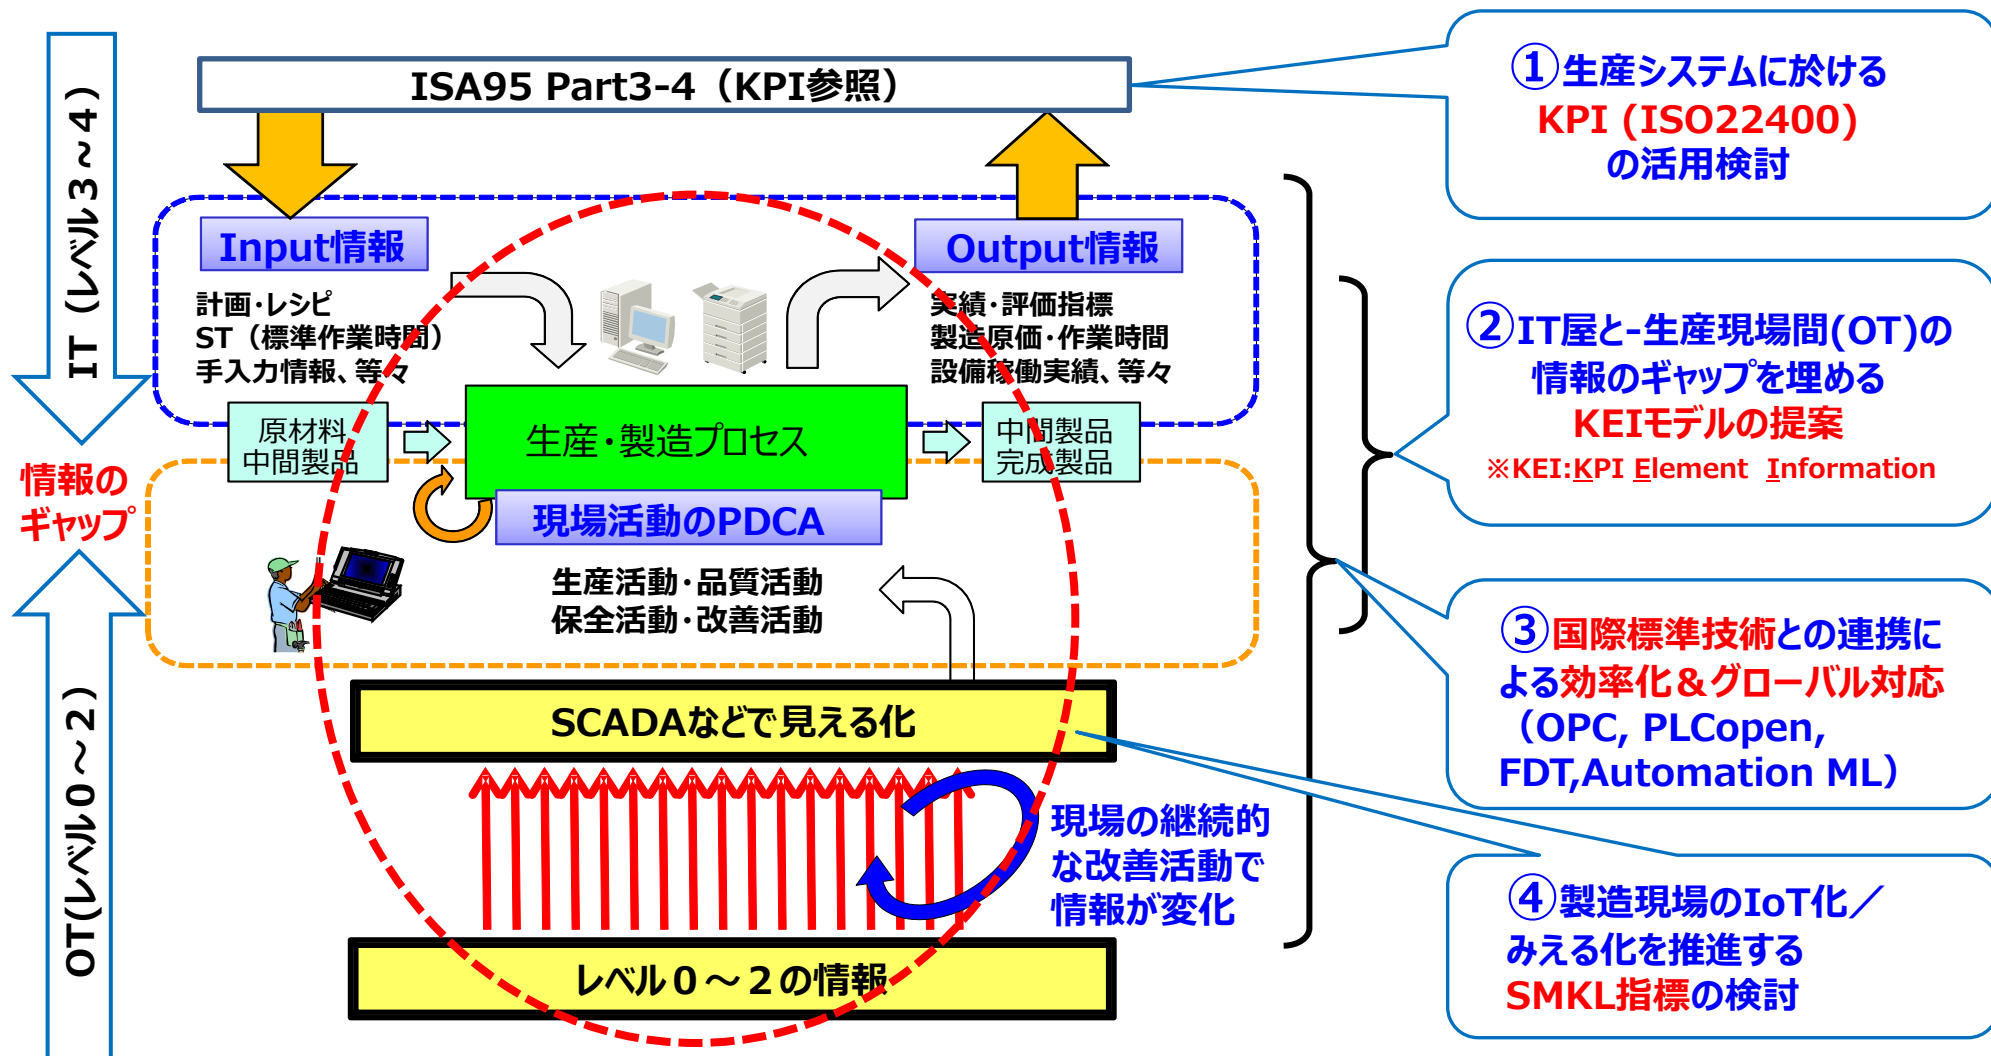 ISA95 Part3-4（KPI参照）
IT（レベル3～4）
情報の
ギャップ
OT(レベル0～2)
Input情報
計画・レシピ
ST（標準作業時間）
手入力情報、等々
Output情報
実績・評価指標
製造原価・作業時間
設備稼働実績、等々
原材料
中間製品
生産・製造プロセス
中間製品
完成製品
現場活動のPDCA
生産活動・品質活動
保全活動・改善活動
SCADAなどで見える化
現場の継続的
な改善活動で
情報が変化
レベル０～２の情報
①生産システムに於ける
KPI (ISO22400)
の活用検討
②IT屋と-生産現場間(OT)の
情報のギャップを埋める
KEIモデルの提案
※KEI:KPI Element Information
③国際標準技術との連携に
よる効率化＆グローバル対応
（OPC, PLCopen,
FDT,Automation ML）
④製造現場のIoT化／
みえる化を推進する
SMKL指標の検討